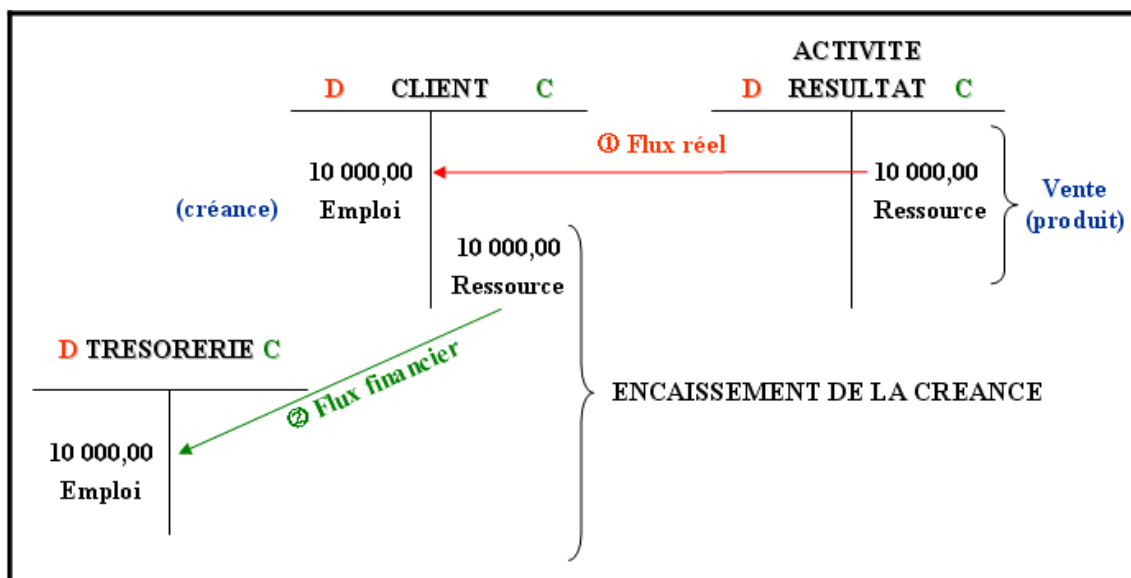 ACTIVITE
D CLIENT C
D RESULTAT C
① Flux réel
10 000,00
Emploi
(créance)
10 000,00
Ressource
Vente
(produit)
10 000,00
Ressource
D TRESORERIE C
② Flux financier
ENCAISSEMENT DE LA CREANCE
10 000,00
Emploi